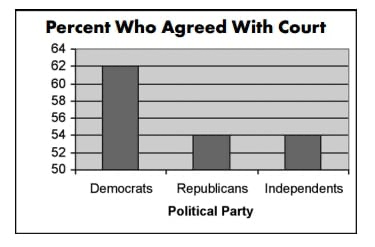 Percent Who Agreed With Court
64
62
60
58
56
54
52
50
Democrats Republicans Independents
Political Party